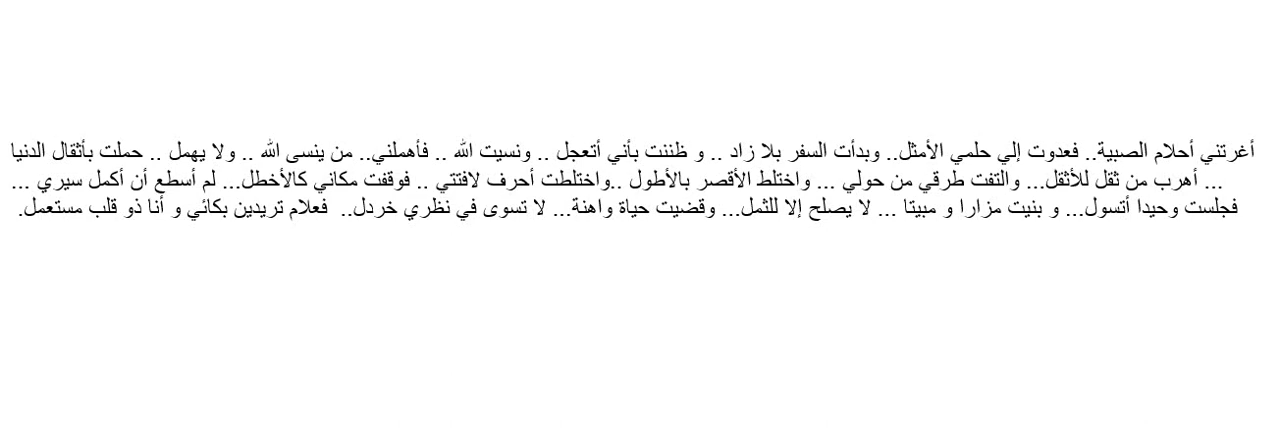 أغرتني أحلام الصبية.. فعدوت إلي حلمي الأمثل.. وبدأت السفر بلا زاد .. و ظننت بأني أتعجل .. ونسيت الله .. فأهملني.. من ينسى الله .. ولا يهمل .. حملت بأثقال الدنيا
... أهرب من ثقل للأثقل... والتفت طرقي من حولي ... واختلط الأقصر بالأطول ..واختلطت أحرف لافتتي .. فوقفت مكاني كالأخطل... لم أسطع أن أكمل سيري ...
فجلست وحيدا أتسول... و بنيت مزارا و مبيتا ... لا يصلح إلا للثمل... وقضيت حياة واهنة... لا تسوى في نظري خردل..  فعلام تريدين بكائي و أنا ذو قلب مستعمل.